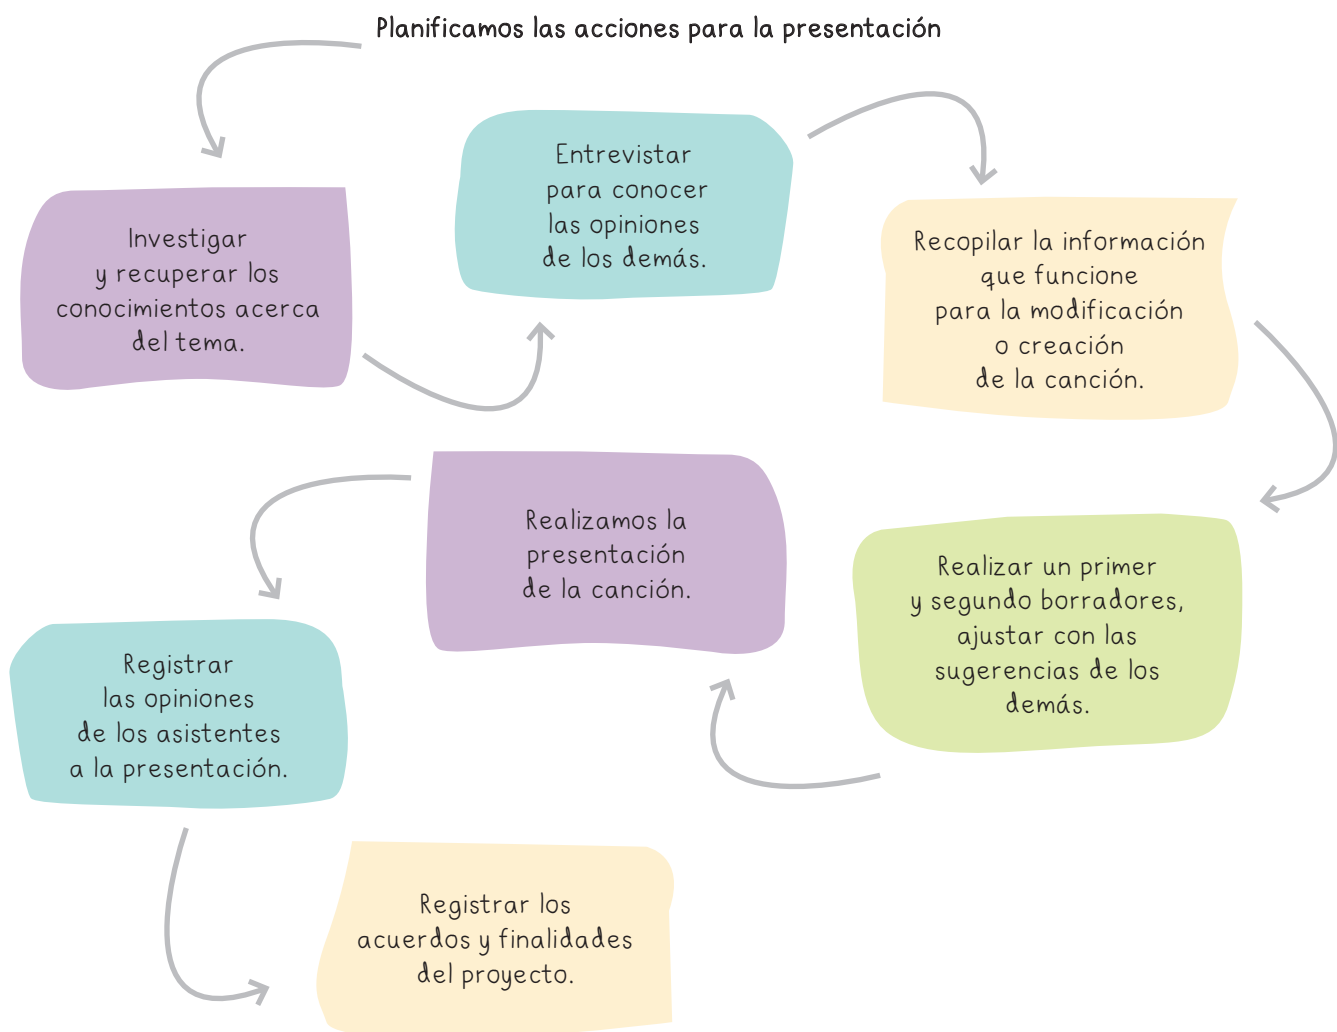 Planificamos las acciones para la presentación
Investigar
y recuperar los
conocimientos acerca
del tema.
Entrevistar
para conocer
las opiniones
de los demás.
Recopilar la información
que funcione
para la modificación
o creación
de la canción.
Realizar un primer
y segundo borradores,
ajustar con las
sugerencias de los
demás.
Realizamos la
presentación
de la canción.
Registrar
las opiniones
de los asistentes
a la presentación.
Registrar los
acuerdos y finalidades
del proyecto.